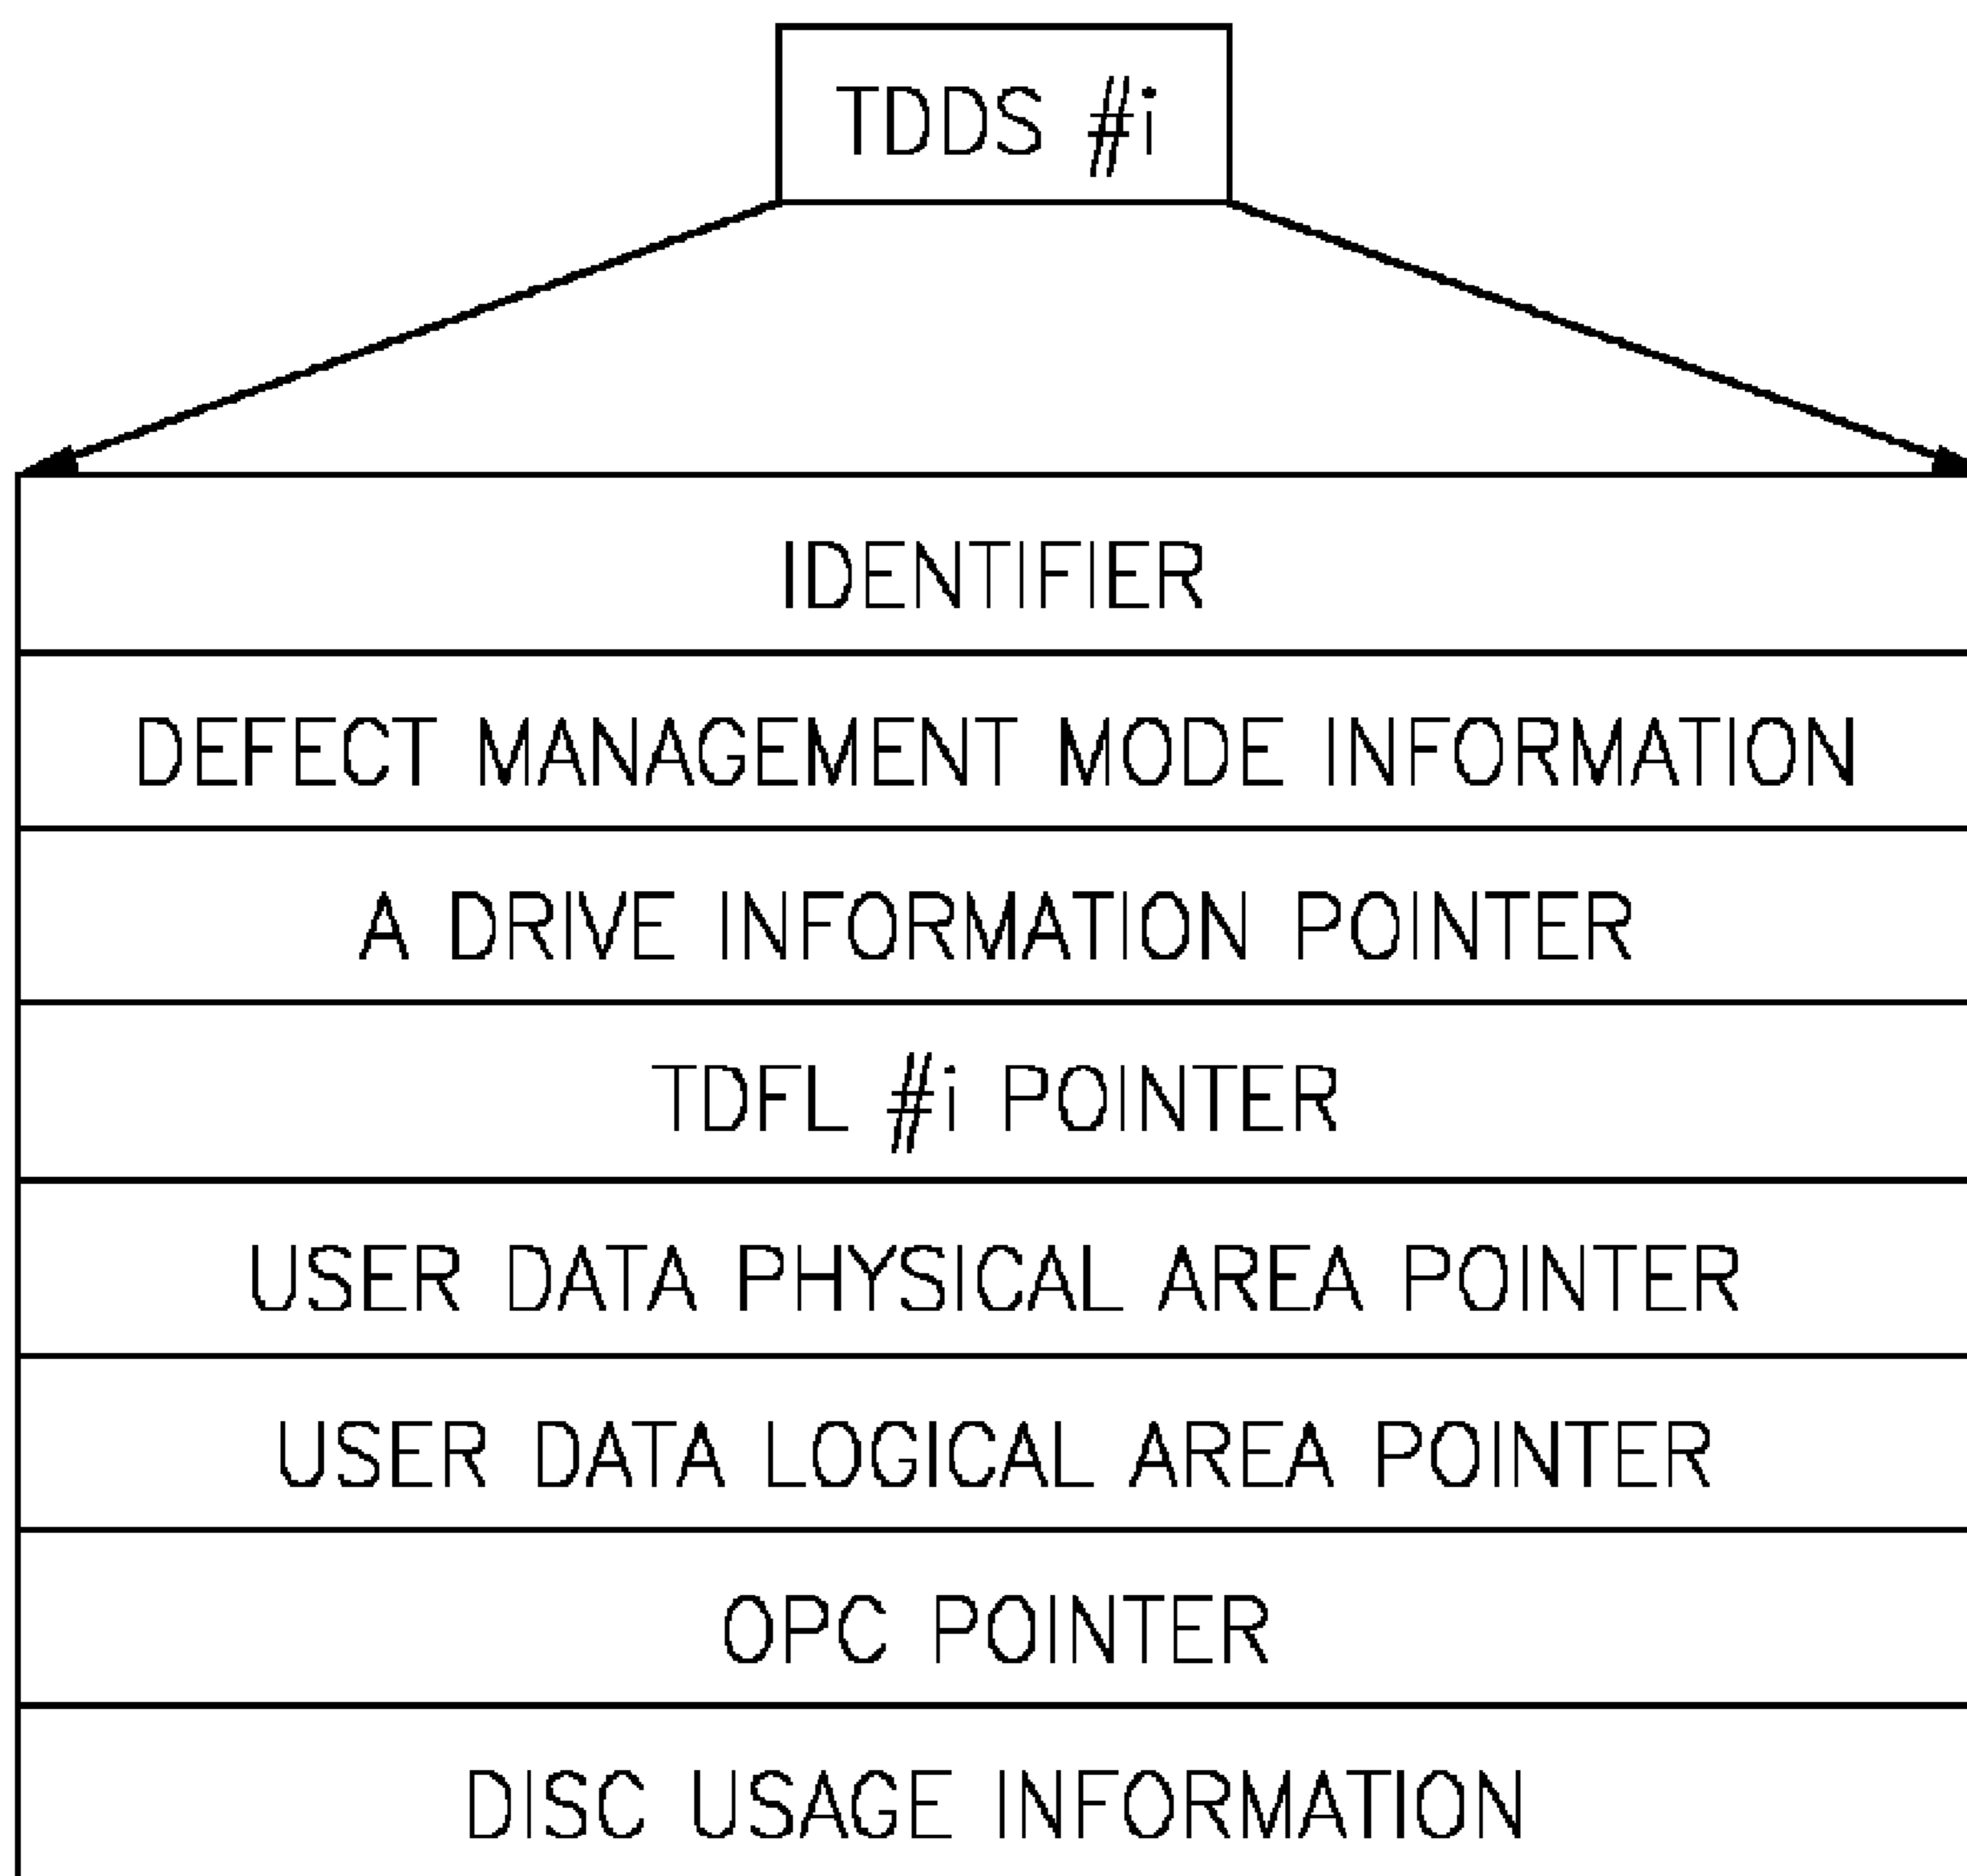 TDDS #i
IDENTIFIER
DEFECT MANAGEMENT MODE INFORMATION
A DRIVE INFORMATION POINTER
TDFL #i POINTER
USER DATA PHYSICAL AREA POINTER
USER DATA LOGICAL AREA POINTER
OPC POINTER
DISC USAGE INFORMATION